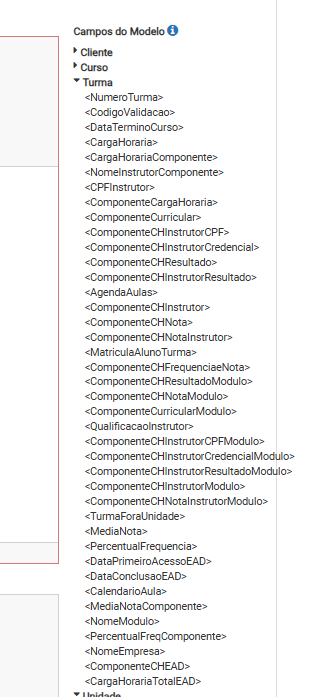 Campos do Modelo
Cliente
Curso
Turma
<NumeroTurma>
<CodigoValidacao>
<DataTerminoCurso>
<CargaHoraria>
<CargaHorariaComponente>
<NomeInstrutorComponente>
<CPFInstrutor>
<ComponenteCargaHoraria>
<ComponenteCurricular>
<ComponenteCHInstrutorCPF>
<ComponenteCHInstrutorCredencial>
<ComponenteCHResultado>
<ComponenteCHInstrutorResultado>
<AgendaAulas>
<ComponenteCHInstrutor>
<ComponenteCHNota>
<ComponenteCHNotaInstrutor>
<MatriculaAlunoTurma>
<ComponenteCHFrequenciaeNota>
<ComponenteCHResultadoModulo>
<ComponenteCHNotaModulo>
<ComponenteCurricularModulo>
<QualificacaoInstrutor>
<ComponenteCHInstrutorCPFModulo>
<ComponenteCHInstrutorCredencialModulo>
<ComponenteCHInstrutorResultadoModulo>
<ComponenteCHInstrutorModulo>
<ComponenteCHNotaInstrutorModulo>
<TurmaForaUnidade>
<MediaNota>
<PercentualFrequencia>
<DataPrimeiroAcessoEAD>
<DataConclusaoEAD>
<CalendarioAula>
<MediaNotaComponente>
<NomeModulo>
<PercentualFreqComponente>
<NomeEmpresa>
<ComponenteCHEAD>
<CargaHorariaTotalEAD>
Unidade